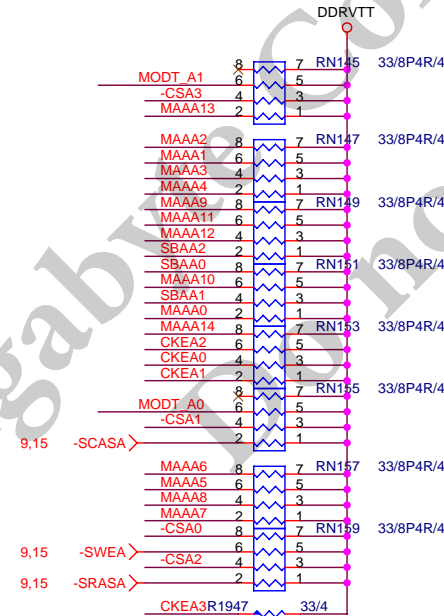 DDRVTT
8 7 RN145 33/8P4R/4
MODT_A1 6 5
-CSA3 4 3
MAAA13 2 1
MAAA2 8 7 RN147 33/8P4R/4
MAAA1 6 5
MAAA3 4 3
MAAA4 2 1
MAAA9 8 7 RN149 33/8P4R/4
MAAA11 6 5
MAAA12 4 3
SBAA2 2 1
SBAA0 8 7 RN151 33/8P4R/4
MAAA10 6 5
SBAA1 4 3
MAAA0 2 1
MAAA14 8 7 RN153 33/8P4R/4
CKEA2 6 5
CKEA0 4 3
CKEA1 2 1
8 7 RN155 33/8P4R/4
MODT_A0 6 5
-CSA1 4 3
9,15 -SCASA 2 1
MAAA6 8 7 RN157 33/8P4R/4
MAAA5 6 5
MAAA8 4 3
MAAA7 2 1
-CSA0 8 7 RN159 33/8P4R/4
9,15 -SWEA 6 5
-CSA2 4 3
9,15 -SRASA 2 1
CKEA3 R1947 33/4
gabyte Co
Do no